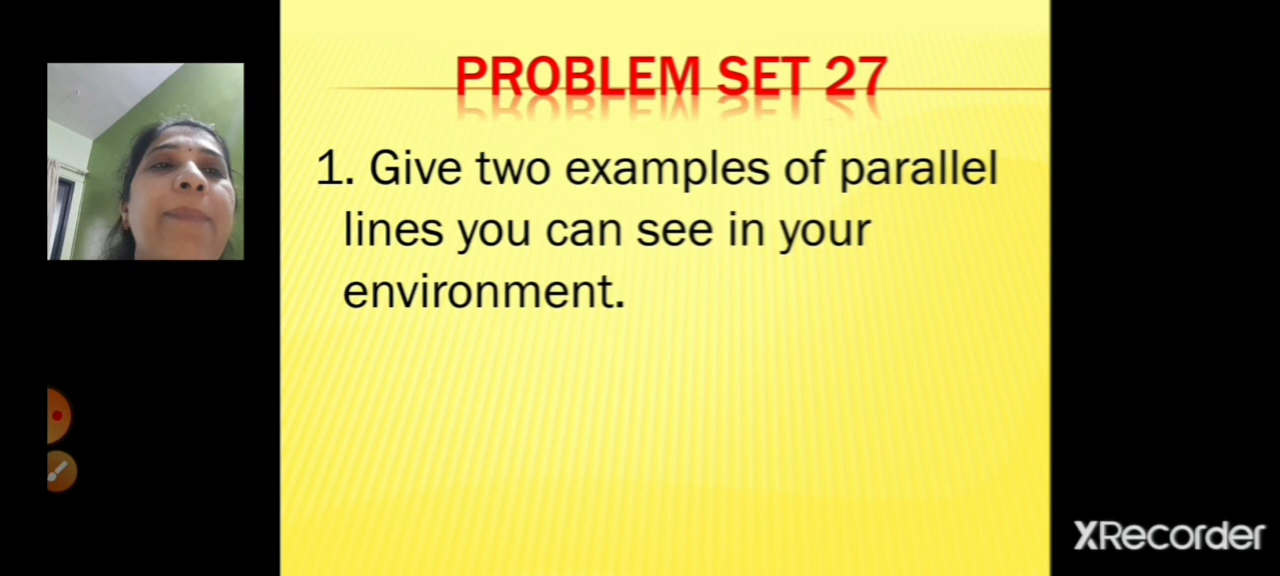 PROBLEM SET 27
1. Give two examples of parallel
lines you can see in your
environment.
XRecorder